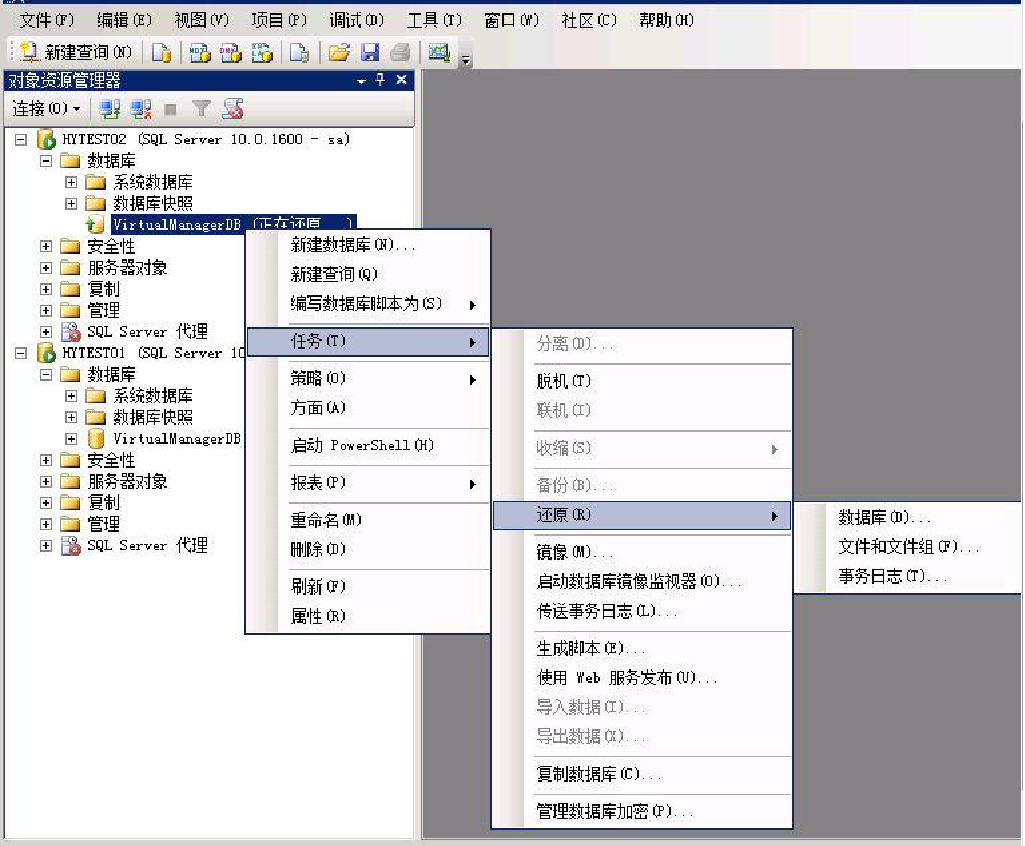 文件(F) 编辑(E) 视图(V) 项目(P) 调试(D) 工具(T) 窗口(W) 社区(C) 帮助(H)
新建查询(N)
对象资源管理器
连接(O)
HYTEST02 (SQL Server 10.0.1600 - sa)
数据库
系统数据库
数据库快照
VirtualManagerDB (正在还原...)
安全性
服务器对象
复制
管理
SQL Server 代理
HYTEST01 (SQL Server 10
数据库
系统数据库
数据库快照
VirtualManagerDB
安全性
服务器对象
复制
管理
SQL Server 代理
新建数据库(N)...
新建查询(Q)
编写数据库脚本为(S)
任务(T)
策略(O)
方面(A)
启动 PowerShell(H)
报表(P)
重命名(M)
删除(D)
刷新(F)
属性(R)
分离(D)...
脱机(T)
联机(I)
收缩(S)
备份(B)...
还原(R)
镜像(M)...
启动数据库镜像监视器(O)...
传送事务日志(L)...
生成脚本(E)...
使用 Web 服务发布(U)...
导入数据(I)...
导出数据(X)...
复制数据库(C)...
管理数据库加密(P)...
数据库(D)...
文件和文件组(F)...
事务日志(T)...